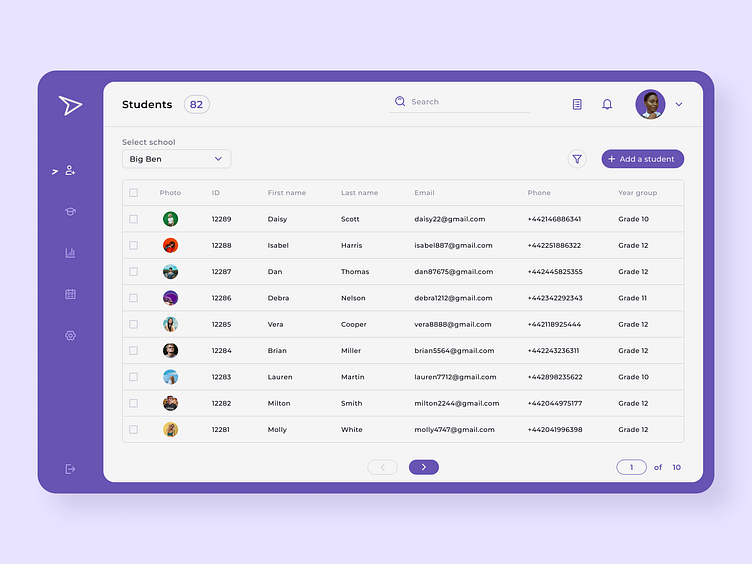 Students 82 Search
Select school
Big Ben
+ Add a student
Photo ID First name Last name Email Phone Year group
12289 Daisy Scott daisy22@gmail.com +442146886341 Grade 10
12288 Isabel Harris isabel887@gmail.com +442251886322 Grade 12
12287 Dan Thomas dan87675@gmail.com +442445825355 Grade 12
12286 Debra Nelson debra1212@gmail.com +442342292343 Grade 11
12285 Vera Cooper vera8888@gmail.com +442118925444 Grade 12
12284 Brian Miller brian5564@gmail.com +442243236311 Grade 12
12283 Lauren Martin lauren7712@gmail.com +442898235622 Grade 10
12282 Milton Smith milton2244@gmail.com +442044975177 Grade 12
12281 Molly White molly4747@gmail.com +442041996398 Grade 12
1 of 10